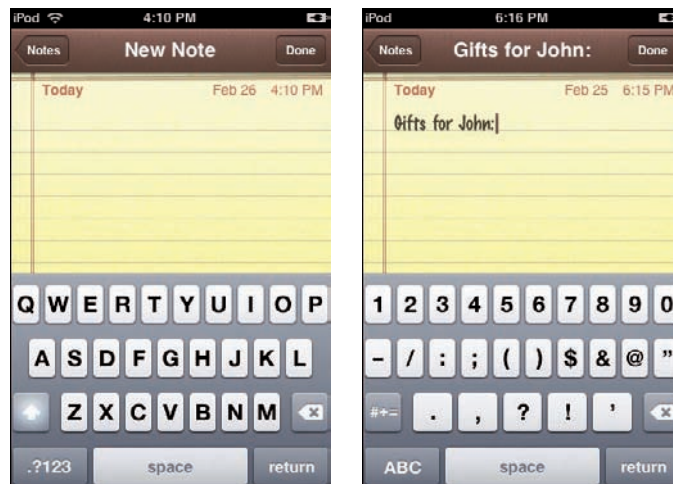 iPod 4:10 PM
Notes New Note Done
Today Feb 26 4:10 PM
Q W E R T Y U I O P
A S D F G H J K L
Z X C V B N M
.?123 space return
iPod 6:16 PM
Notes Gifts for John: Done
Today Feb 25 6:15 PM
Gifts for John:
1 2 3 4 5 6 7 8 9 0
- / : ; ( ) $ & @ "
#+= . , ? ! '
ABC space return